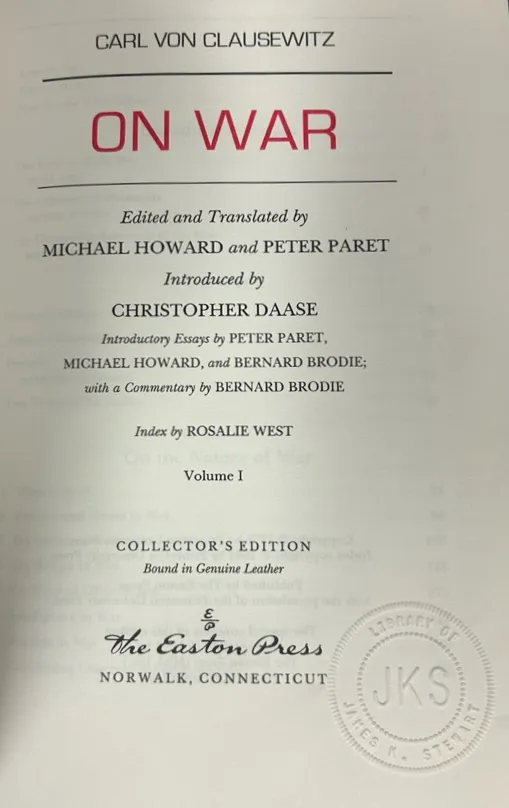 CARL VON CLAUSEWITZ
ON WAR
Edited and Translated by
MICHAEL HOWARD and PETER PARET
Introduced by
CHRISTOPHER DAASE
Introductory Essays by PETER PARET,
MICHAEL HOWARD, and BERNARD BRODIE;
with a Commentary by BERNARD BRODIE
Index by ROSALIE WEST
Volume I
COLLECTOR'S EDITION
Bound in Genuine Leather
E
P
The Easton Press
NORWALK, CONNECTICUT
LIBRARY OF
JKS
JAMES K. STEWART